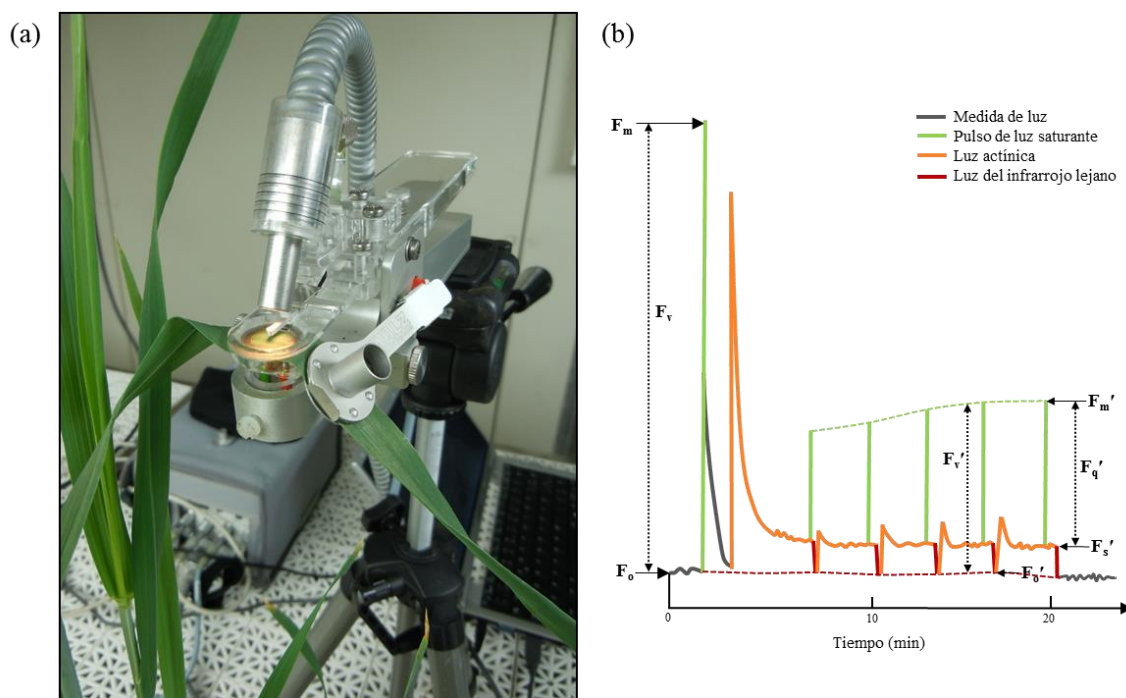 (a)
(b)
Medida de luz
Pulso de luz saturante
Luz actínica
Luz del infrarrojo lejano
Fm
Fv
Fm′
Fv′
Fq′
Fs′
Fo
Fo′
0
10
20
Tiempo (min)